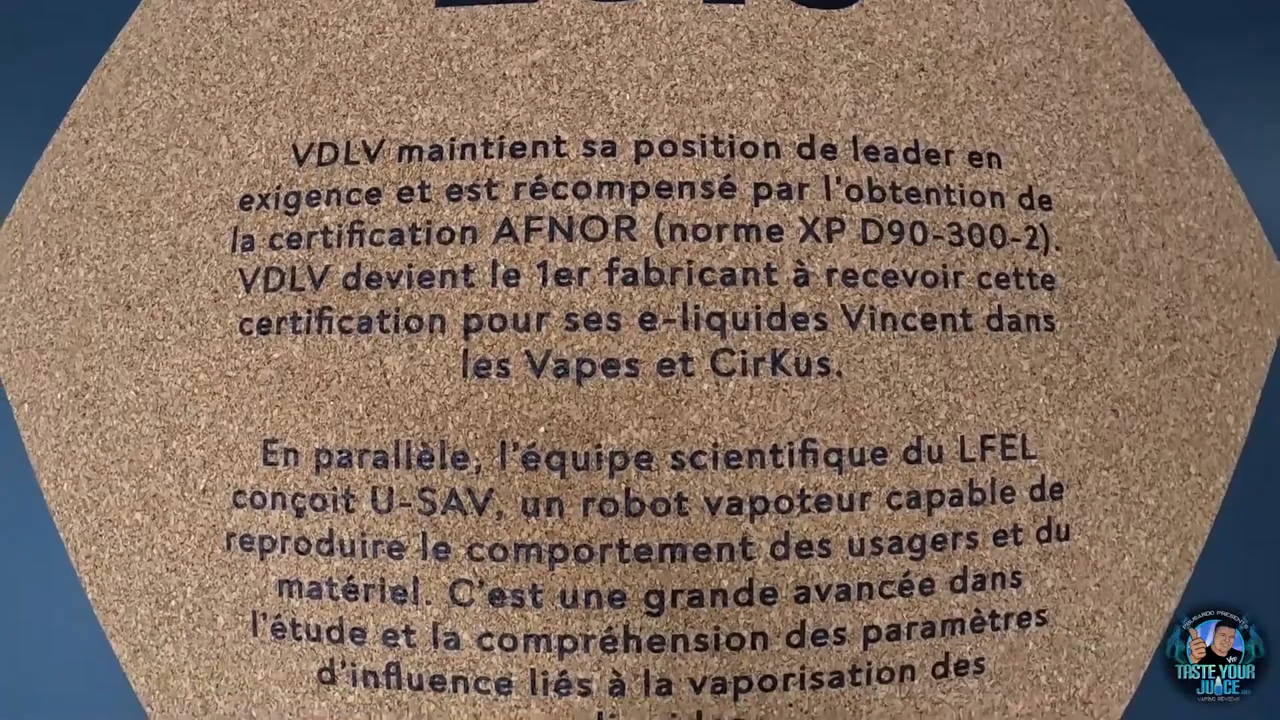 VDLV maintient sa position de leader en
exigence et est récompensé par l'obtention de
la certification AFNOR (norme XP D90-300-2).
VDLV devient le 1er fabricant à recevoir cette
certification pour ses e-liquides Vincent dans
les Vapes et CirKus.
En parallèle, l'équipe scientifique du LFEL
conçoit U-SAV, un robot vapoteur capable de
reproduire le comportement des usagers et du
matériel. C'est une grande avancée dans
l'étude et la compréhension des paramètres
d'influence liés à la vaporisation des
TASTE YOUR
JUICE